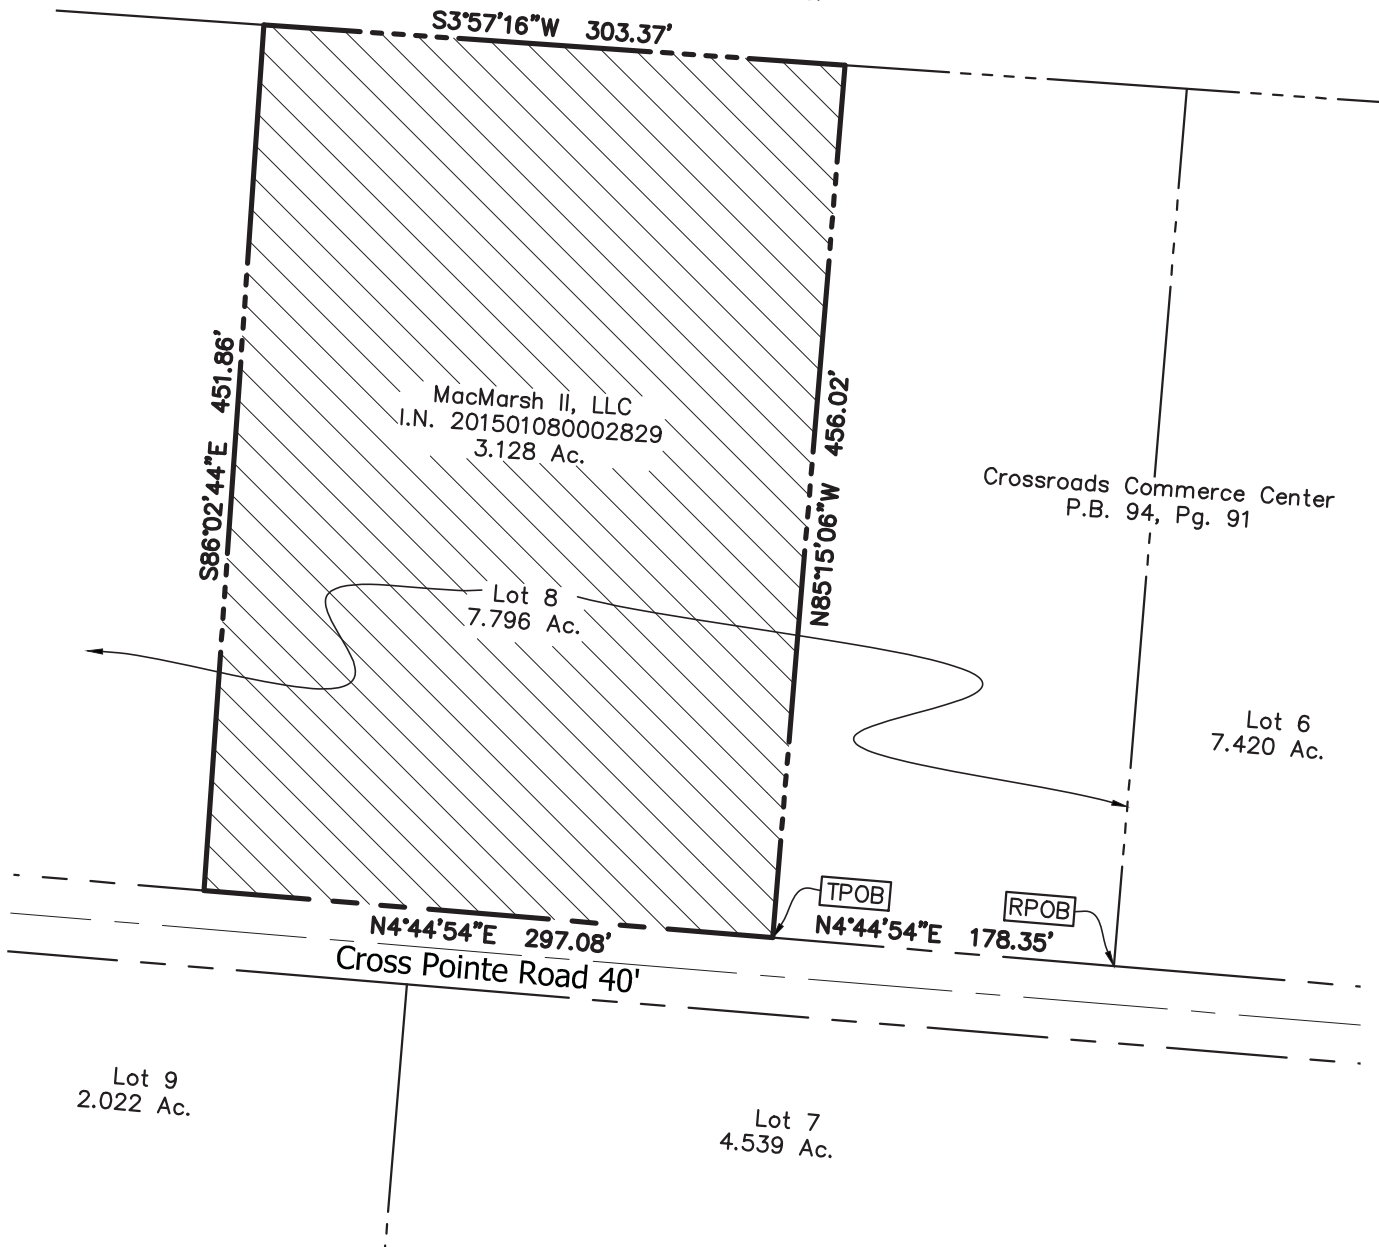 S3°57'16"W 303.37'
S86°02'44"E 451.86'
MacMarsh II, LLC
I.N. 201501080002829
3.128 Ac.
N85°15'06"W 456.02'
Crossroads Commerce Center
P.B. 94, Pg. 91
Lot 8
7.796 Ac.
Lot 6
7.420 Ac.
TPOB
RPOB
N4°44'54"E 297.08'
N4°44'54"E 178.35'
Cross Pointe Road 40'
Lot 9
2.022 Ac.
Lot 7
4.539 Ac.